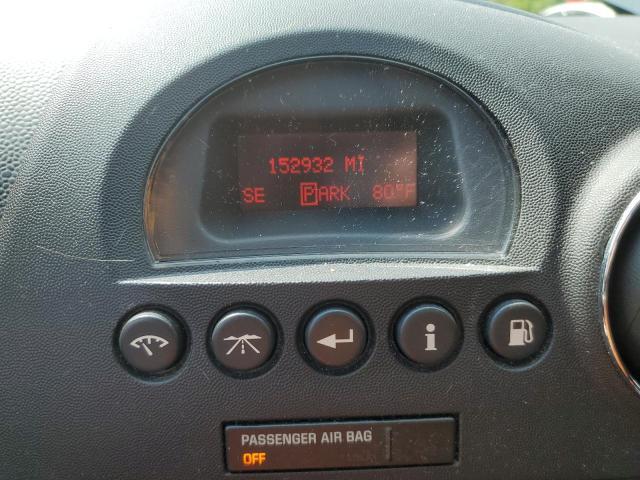 152932 MI
SE PARK 80°F
PASSENGER AIR BAG
OFF